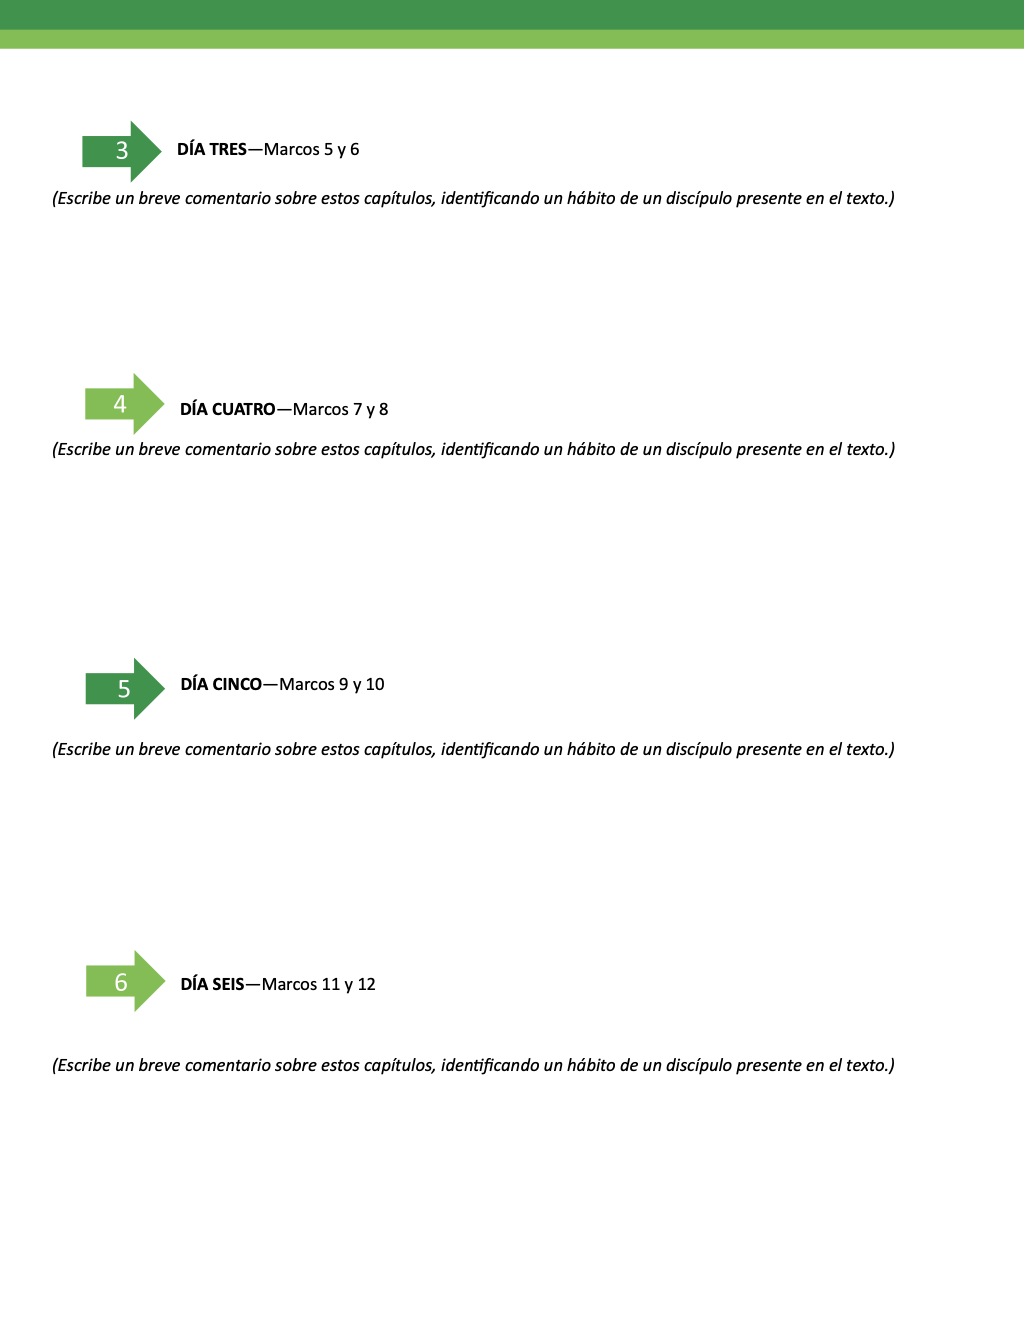 3
DÍA TRES—Marcos 5 y 6
(Escribe un breve comentario sobre estos capítulos, identificando un hábito de un discípulo presente en el texto.)
4
DÍA CUATRO—Marcos 7 y 8
(Escribe un breve comentario sobre estos capítulos, identificando un hábito de un discípulo presente en el texto.)
5
DÍA CINCO—Marcos 9 y 10
(Escribe un breve comentario sobre estos capítulos, identificando un hábito de un discípulo presente en el texto.)
6
DÍA SEIS—Marcos 11 y 12
(Escribe un breve comentario sobre estos capítulos, identificando un hábito de un discípulo presente en el texto.)